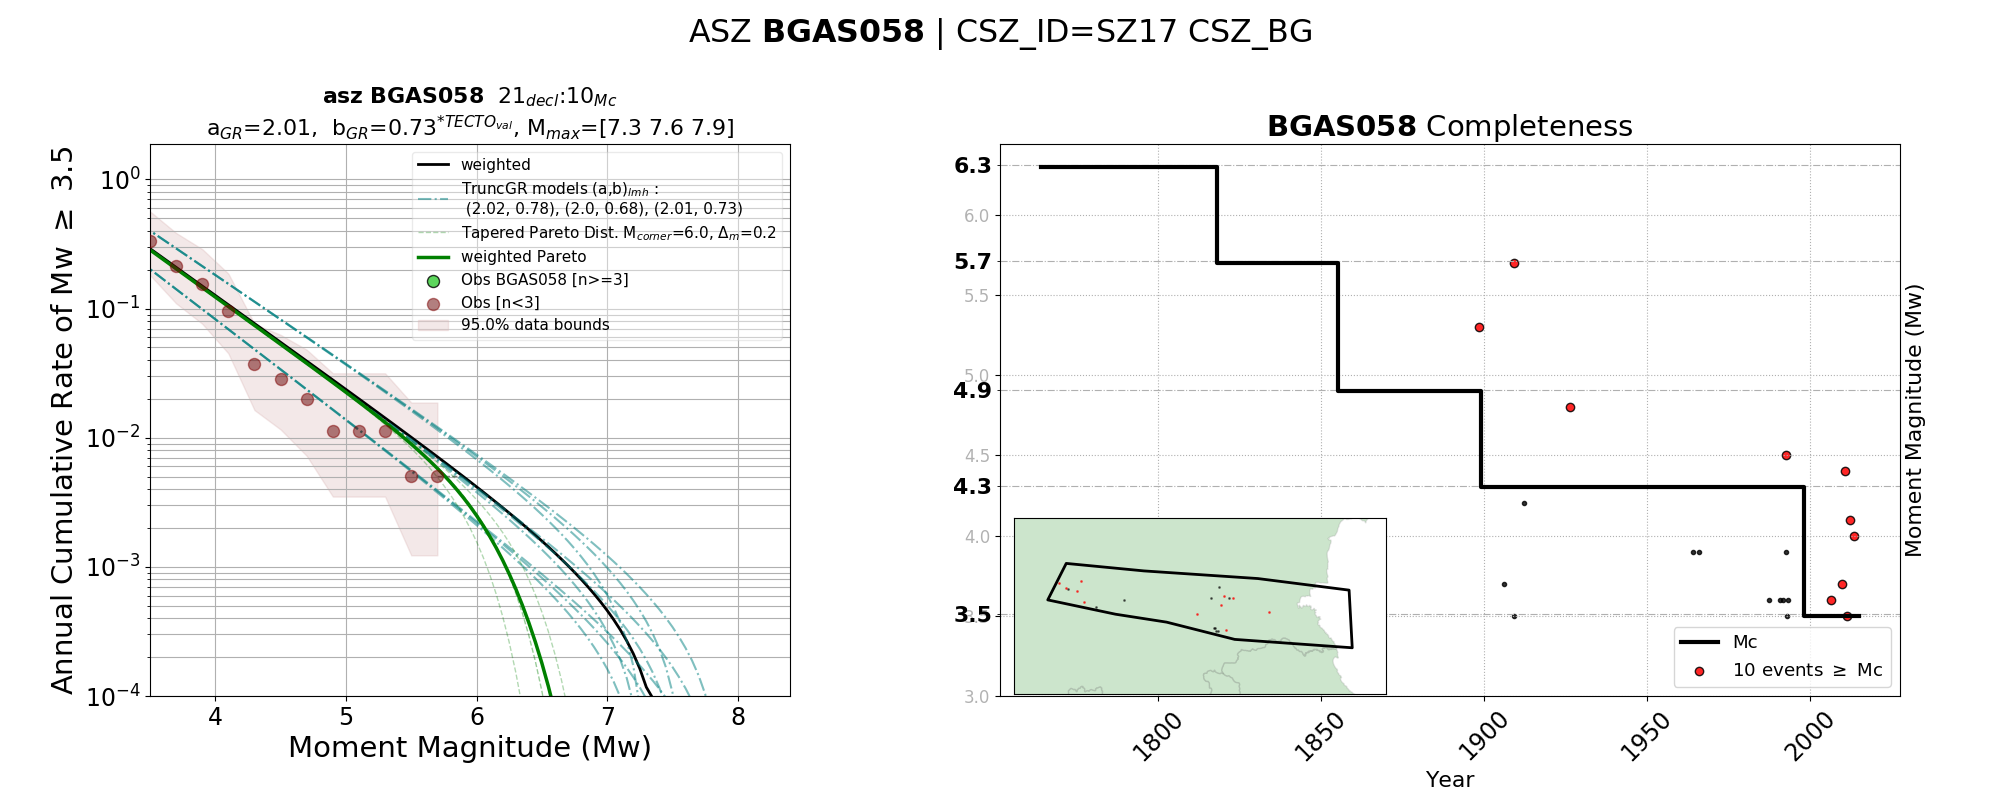 ASZ BGAS058 | CSZ_ID=SZ17 CSZ_BG
asz BGAS058 21decl:10Mc
aGR=2.01, bGR=0.73*TECTOval, Mmax=[7.3 7.6 7.9]
Annual Cumulative Rate of Mw ≥ 3.5
10^0
10^−1
10^−2
10^−3
10^−4
weighted
TruncGR models (a,b)lmh :
(2.02, 0.78), (2.0, 0.68), (2.01, 0.73)
Tapered Pareto Dist. Mcorner=6.0, Δm=0.2
weighted Pareto
Obs BGAS058 [n>=3]
Obs [n<3]
95.0% data bounds
4 5 6 7 8
Moment Magnitude (Mw)
BGAS058 Completeness
6.3
6.0
5.7
5.5
5.0
4.9
4.5
4.3
4.0
3.5
3.5
3.0
Moment Magnitude (Mw)
Mc
10 events ≥ Mc
1800 1850 1900 1950 2000
Year